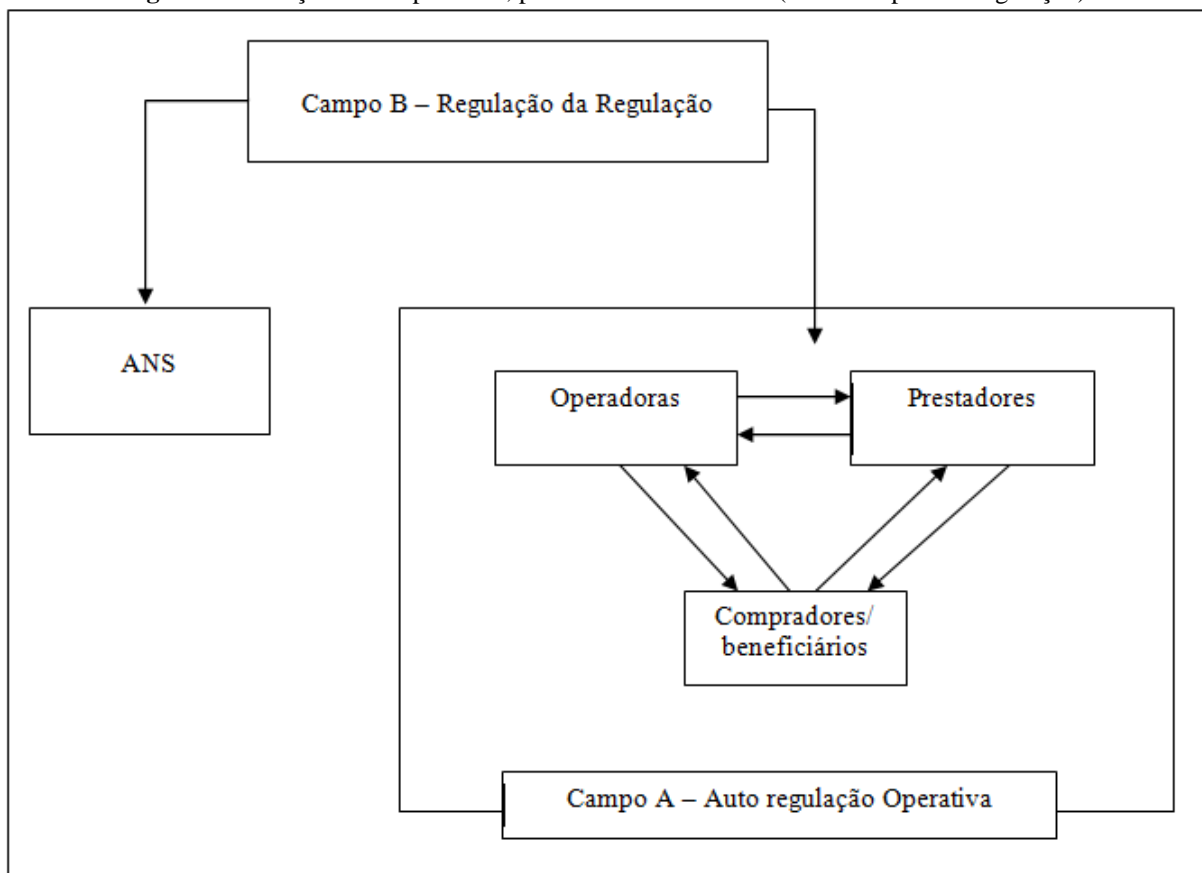 Campo B – Regulação da Regulação
ANS
Operadoras
Prestadores
Compradores/
beneficiários
Campo A – Auto regulação Operativa